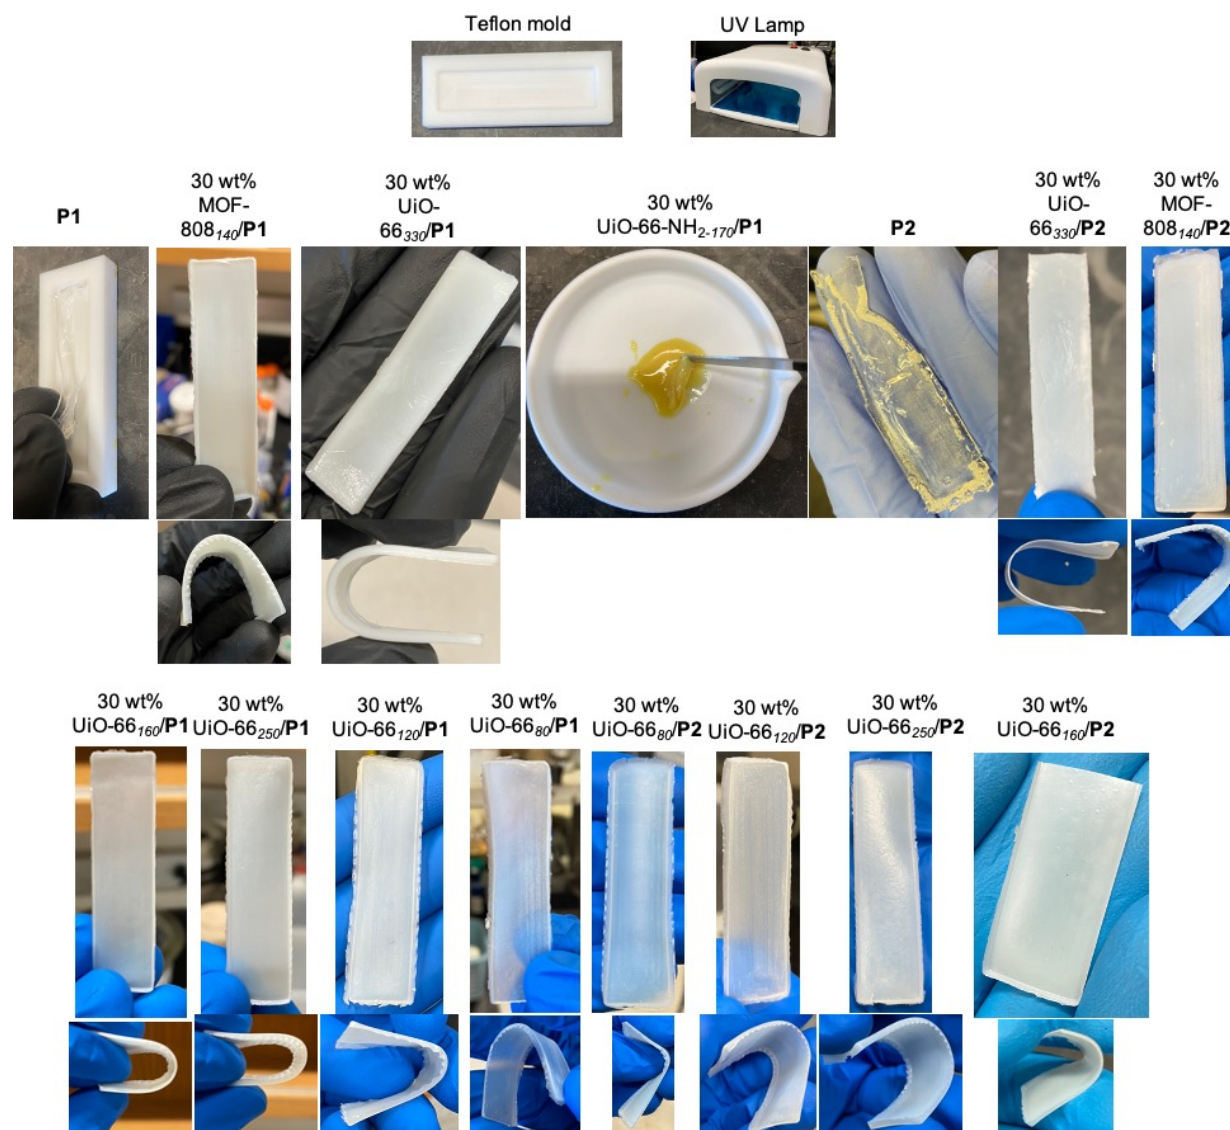 Teflon mold
UV Lamp
P1
30 wt%
MOF-
808140/P1
30 wt%
UiO-
66330/P1
30 wt%
UiO-66-NH2-170/P1
P2
30 wt%
UiO-
66330/P2
30 wt%
MOF-
808140/P2
30 wt%
UiO-66160/P1
30 wt%
UiO-66250/P1
30 wt%
UiO-66120/P1
30 wt%
UiO-6680/P1
30 wt%
UiO-6680/P2
30 wt%
UiO-66120/P2
30 wt%
UiO-66250/P2
30 wt%
UiO-66160/P2